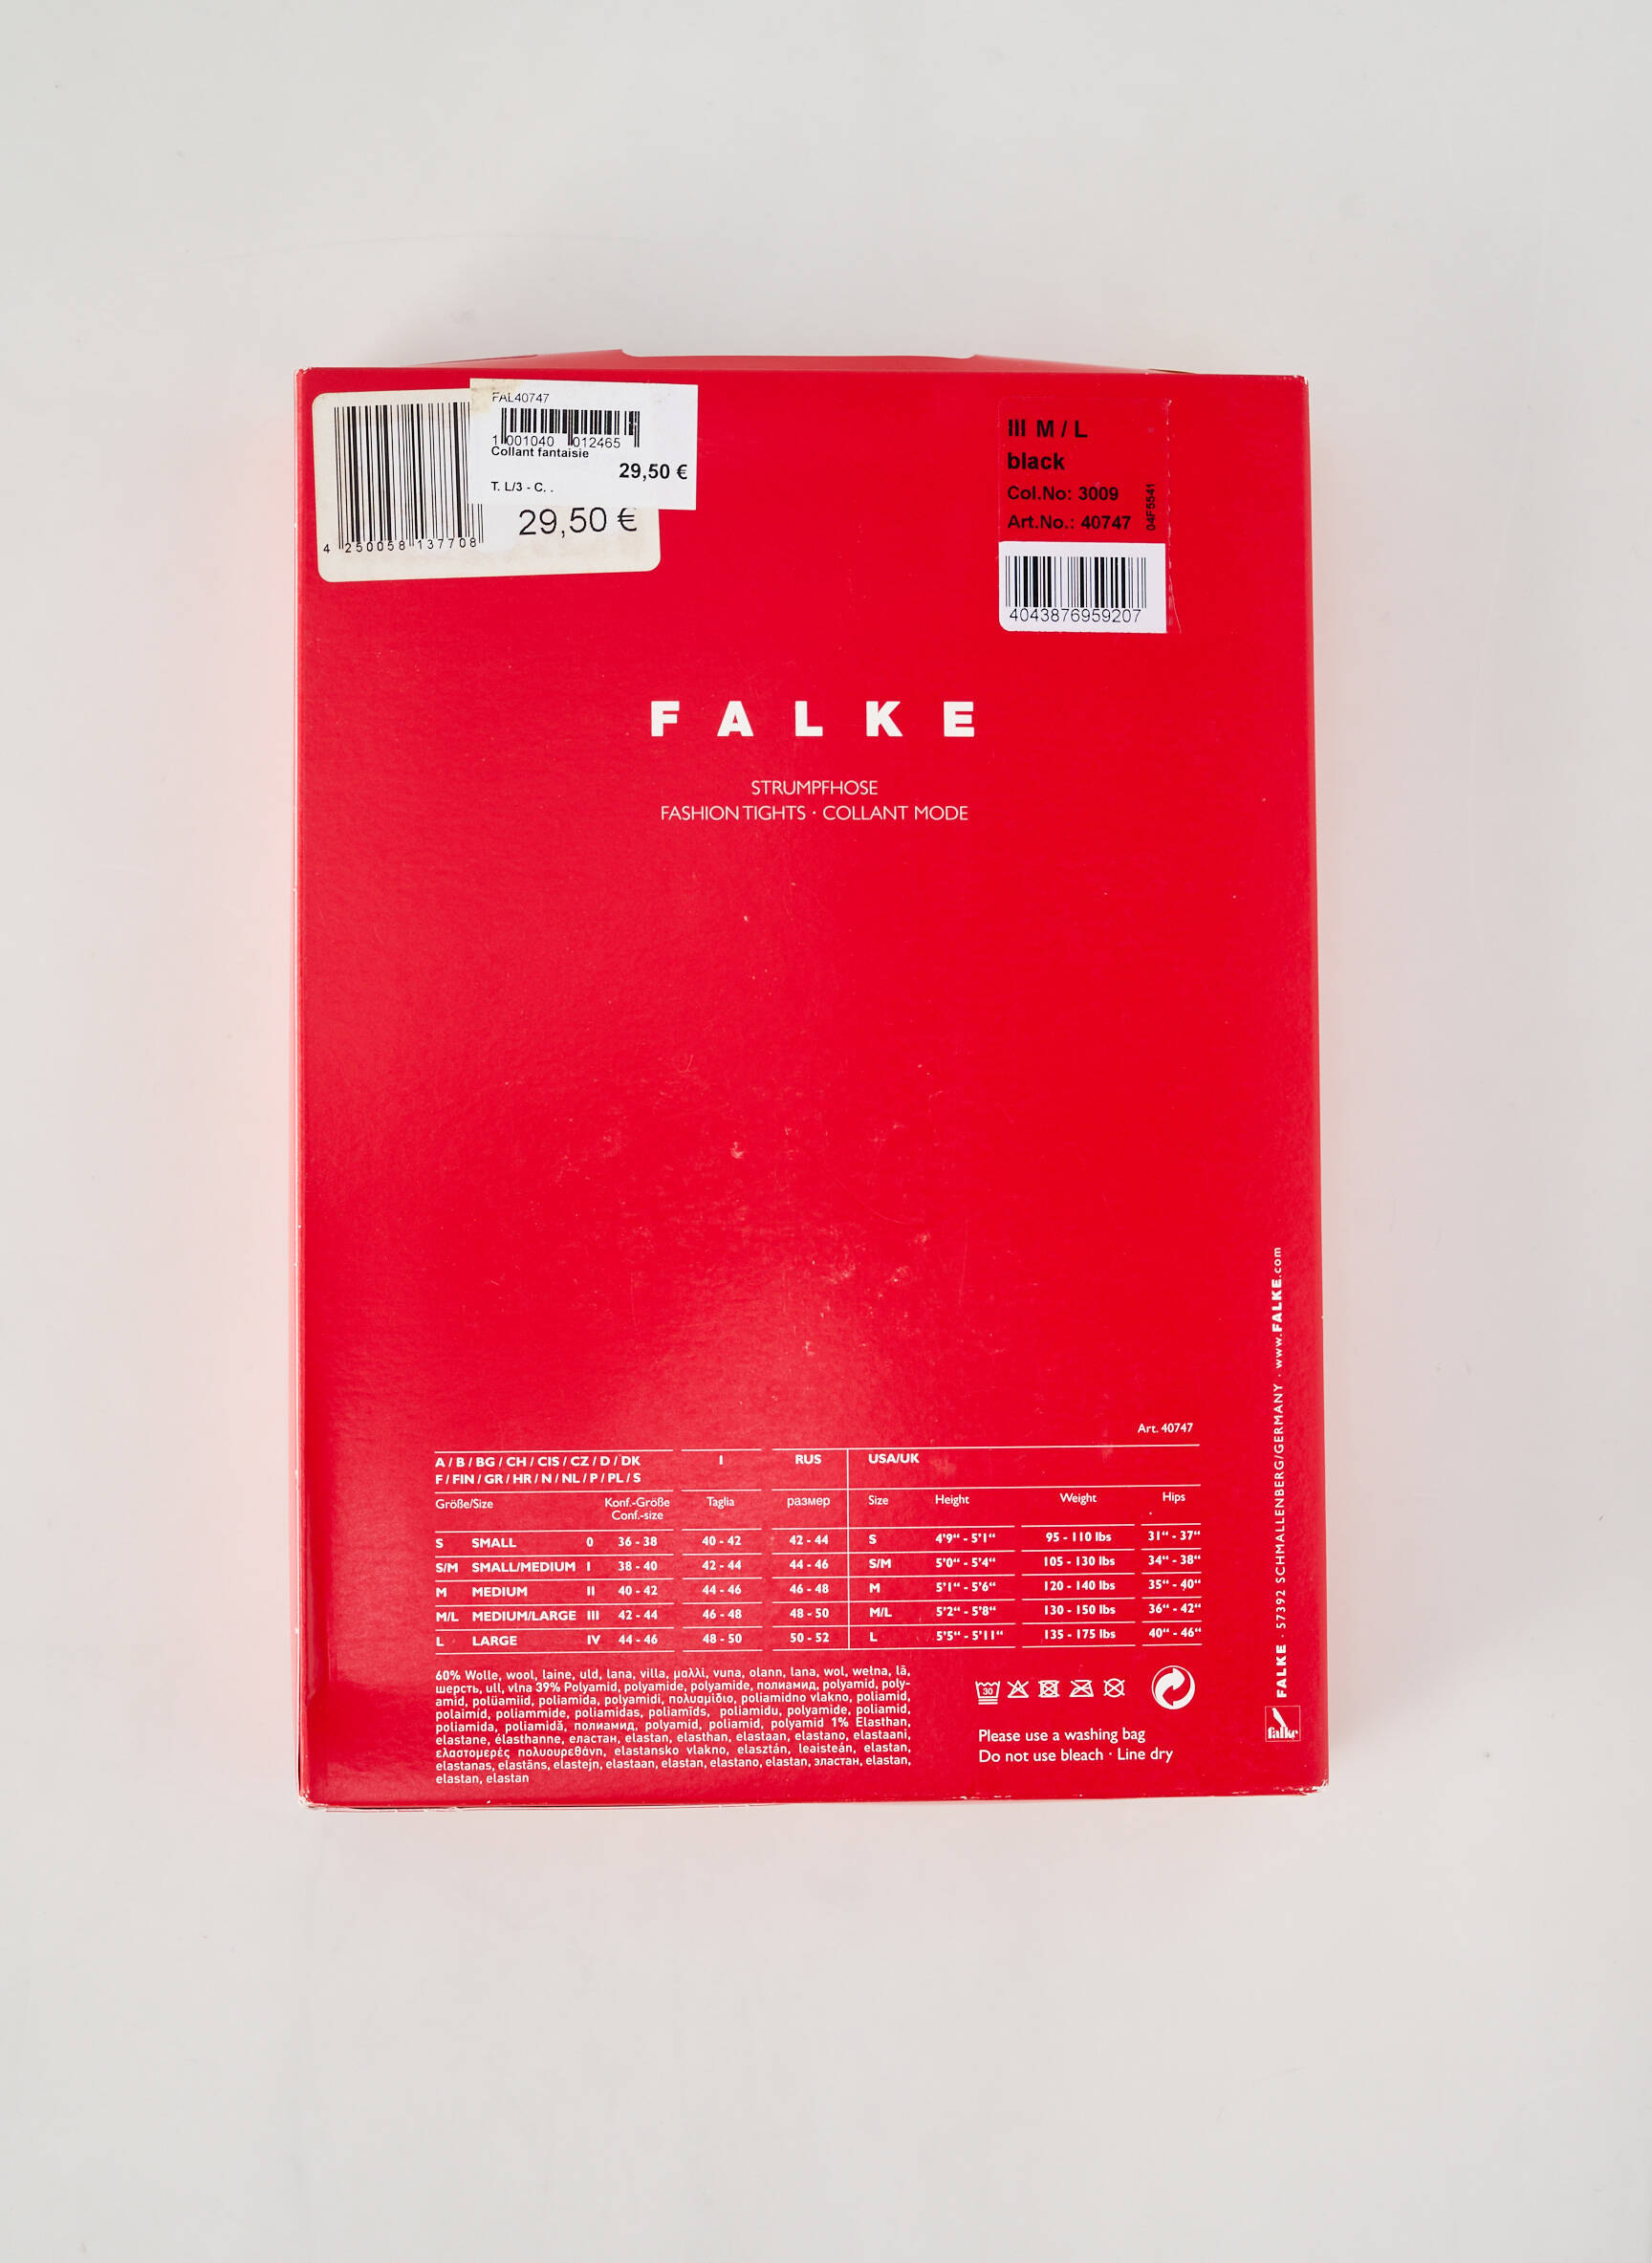 FAL40747
1 001040 012465
Collant fantaisie
29,50 €
T. L/3 - C. .
29,50 €
4 250058 137708
III M / L
black
Col.No: 3009
Art.No.: 40747
04F5541
4043876959207
FALKE
STRUMPFHOSE
FASHION TIGHTS · COLLANT MODE
Art. 40747
A / B / BG / CH / CIS / CZ / D / DK I RUS USA/UK
F / FIN / GR / HR / N / NL / P / PL / S
Größe/Size Konf.-Größe Taglia размер Size Height Weight Hips
Conf.-size
S SMALL 0 36 - 38 40 - 42 42 - 44 S 4'9“ - 5'1“ 95 - 110 lbs 31“ - 37“
S/M SMALL/MEDIUM I 38 - 40 42 - 44 44 - 46 S/M 5'0“ - 5'4“ 105 - 130 lbs 34“ - 38“
M MEDIUM II 40 - 42 44 - 46 46 - 48 M 5'1“ - 5'6“ 120 - 140 lbs 35“ - 40“
M/L MEDIUM/LARGE III 42 - 44 46 - 48 48 - 50 M/L 5'2“ - 5'8“ 130 - 150 lbs 36“ - 42“
L LARGE IV 44 - 46 48 - 50 50 - 52 L 5'5“ - 5'11“ 135 - 175 lbs 40“ - 46“
60% Wolle, wool, laine, uld, lana, villa, μαλλί, vuna, olann, lana, wol, wełna, lã,
шерсть, ull, vlna 39% Polyamid, polyamide, polyamide, полиамид, polyamid, poly-
amid, polüamiid, poliamida, polyamidi, πολυαμίδιο, poliamidno vlakno, poliamid,
polaimíd, poliammide, poliamidas, poliamīds, poliamidu, polyamide, poliamid,
poliamida, poliamidă, полиамид, polyamid, poliamid, polyamid 1% Elasthan,
elastane, élasthanne, еластан, elastan, elasthan, elastaan, elastano, elastaani,
ελαστομερές πολυουρεθάνη, elastansko vlakno, elasztán, leaisteán, elastan,
elastanas, elastāns, elastejn, elastaan, elastan, elastano, elastan, эластан, elastan,
elastan, elastan
30
Please use a washing bag
Do not use bleach · Line dry
FALKE · 57392 SCHMALLENBERG/GERMANY · www.FALKE.com
falke